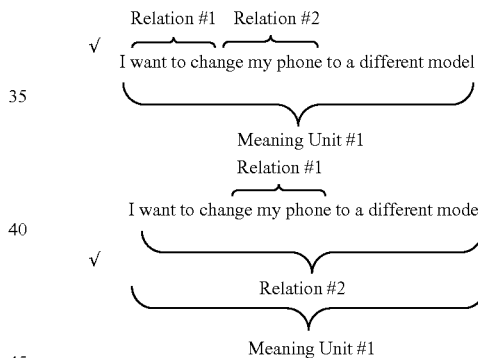 Relation #1 Relation #2
√
I want to change my phone to a different model
35
Meaning Unit #1
Relation #1
I want to change my phone to a different mode
40
√
Relation #2
Meaning Unit #1